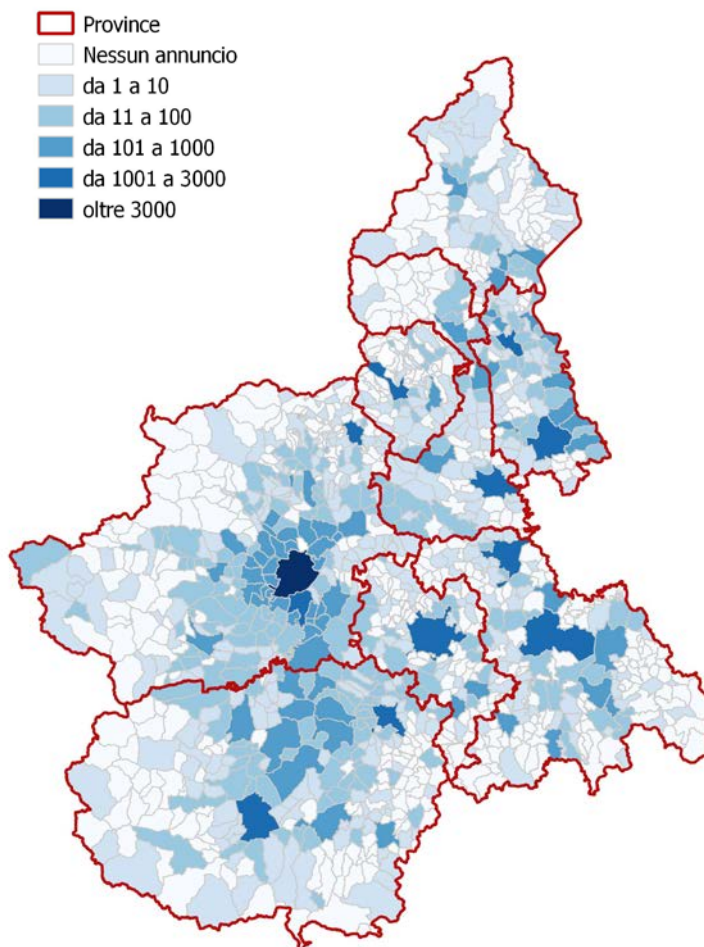 Province
Nessun annuncio
da 1 a 10
da 11 a 100
da 101 a 1000
da 1001 a 3000
oltre 3000